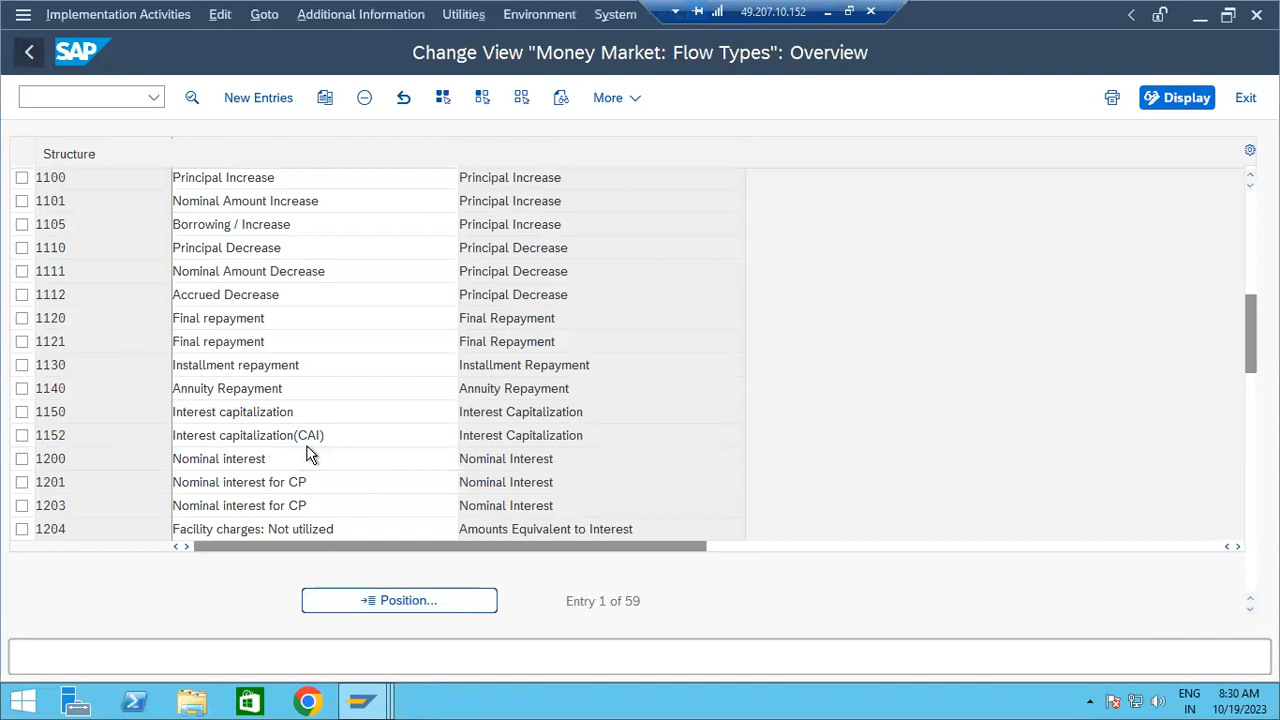 Implementation Activities Edit Goto Additional Information Utilities Environment System 49.207.10.152
SAP Change View "Money Market: Flow Types": Overview
New Entries More Display Exit
Structure
1100 Principal Increase Principal Increase
1101 Nominal Amount Increase Principal Increase
1105 Borrowing / Increase Principal Increase
1110 Principal Decrease Principal Decrease
1111 Nominal Amount Decrease Principal Decrease
1112 Accrued Decrease Principal Decrease
1120 Final repayment Final Repayment
1121 Final repayment Final Repayment
1130 Installment repayment Installment Repayment
1140 Annuity Repayment Annuity Repayment
1150 Interest capitalization Interest Capitalization
1152 Interest capitalization(CAI) Interest Capitalization
1200 Nominal interest Nominal Interest
1201 Nominal interest for CP Nominal Interest
1203 Nominal interest for CP Nominal Interest
1204 Facility charges: Not utilized Amounts Equivalent to Interest
Position... Entry 1 of 59
ENG 8:30 AM
IN 10/19/2023